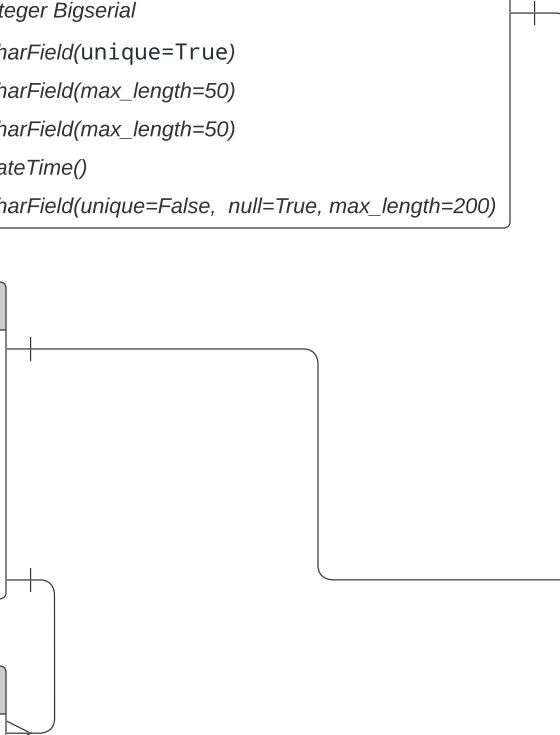 teger Bigserial
harField(unique=True)
harField(max_length=50)
harField(max_length=50)
ateTime()
harField(unique=False,  null=True, max_length=200)